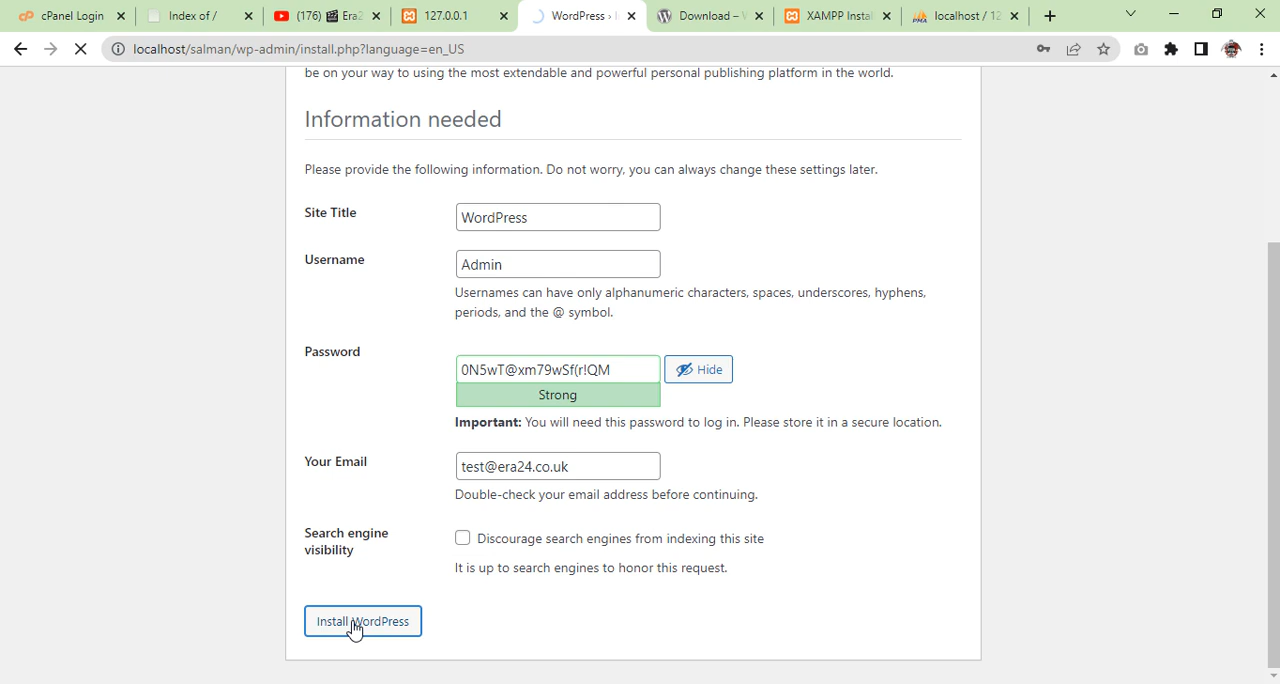 cPanel Login
Index of /
(176) Era2
127.0.0.1
WordPress ›
Download –
XAMPP Insta
localhost / 12
localhost/salman/wp-admin/install.php?language=en_US
be on your way to using the most extendable and powerful personal publishing platform in the world.
Information needed
Please provide the following information. Do not worry, you can always change these settings later.
Site Title
WordPress
Username
Admin
Usernames can have only alphanumeric characters, spaces, underscores, hyphens,
periods, and the @ symbol.
Password
0N5wT@xm79wSf(r!QM
Hide
Strong
Important: You will need this password to log in. Please store it in a secure location.
Your Email
test@era24.co.uk
Double-check your email address before continuing.
Search engine
visibility
Discourage search engines from indexing this site
It is up to search engines to honor this request.
Install WordPress